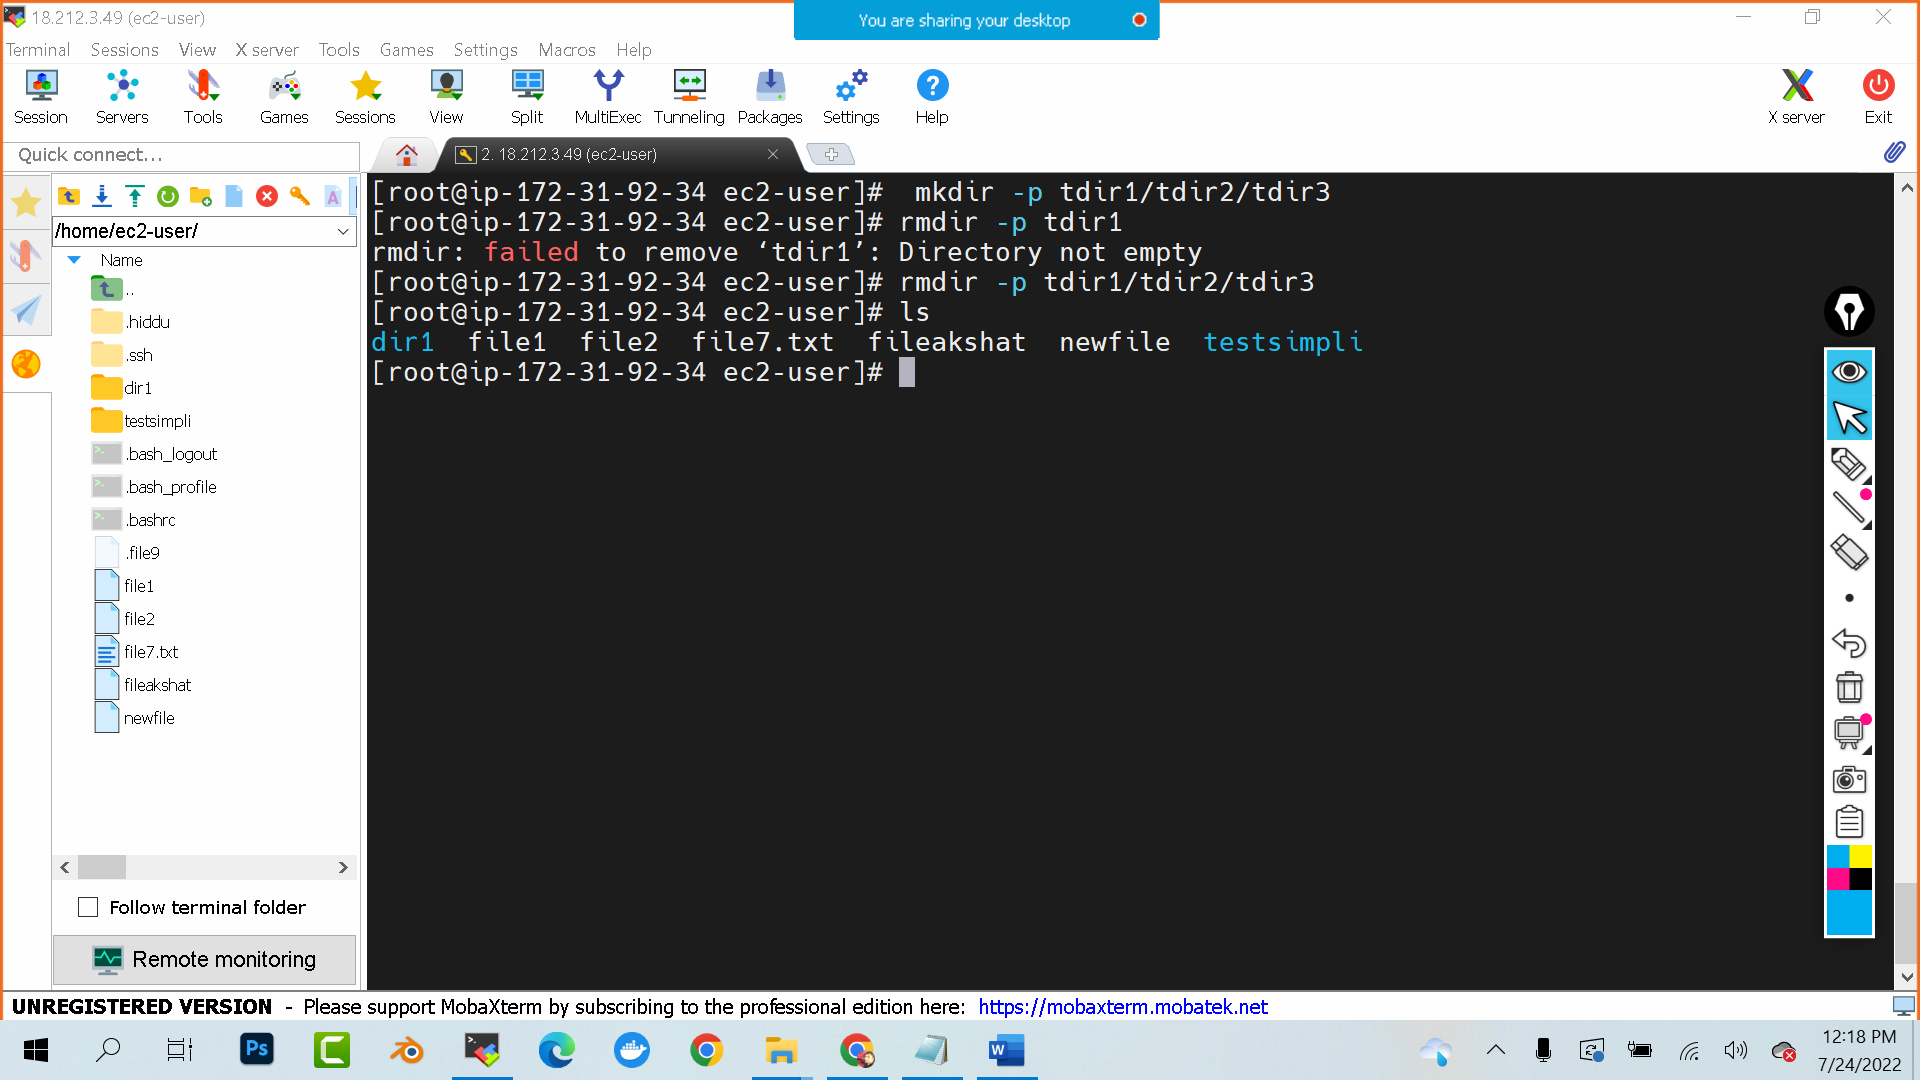 18.212.3.49 (ec2-user)
You are sharing your desktop
Terminal Sessions View X server Tools Games Settings Macros Help
Session Servers Tools Games Sessions View Split MultiExec Tunneling Packages Settings Help X server Exit
Quick connect...
2. 18.212.3.49 (ec2-user)
/home/ec2-user/
Name
..
.hiddu
.ssh
dir1
testsimpli
.bash_logout
.bash_profile
.bashrc
.file9
file1
file2
file7.txt
fileakshat
newfile
Follow terminal folder
Remote monitoring
[root@ip-172-31-92-34 ec2-user]#  mkdir -p tdir1/tdir2/tdir3
[root@ip-172-31-92-34 ec2-user]# rmdir -p tdir1
rmdir: failed to remove ‘tdir1’: Directory not empty
[root@ip-172-31-92-34 ec2-user]# rmdir -p tdir1/tdir2/tdir3
[root@ip-172-31-92-34 ec2-user]# ls
dir1  file1  file2  file7.txt  fileakshat  newfile  testsimpli
[root@ip-172-31-92-34 ec2-user]#
UNREGISTERED VERSION - Please support MobaXterm by subscribing to the professional edition here: https://mobaxterm.mobatek.net
Ps
C
W
12:18 PM
7/24/2022